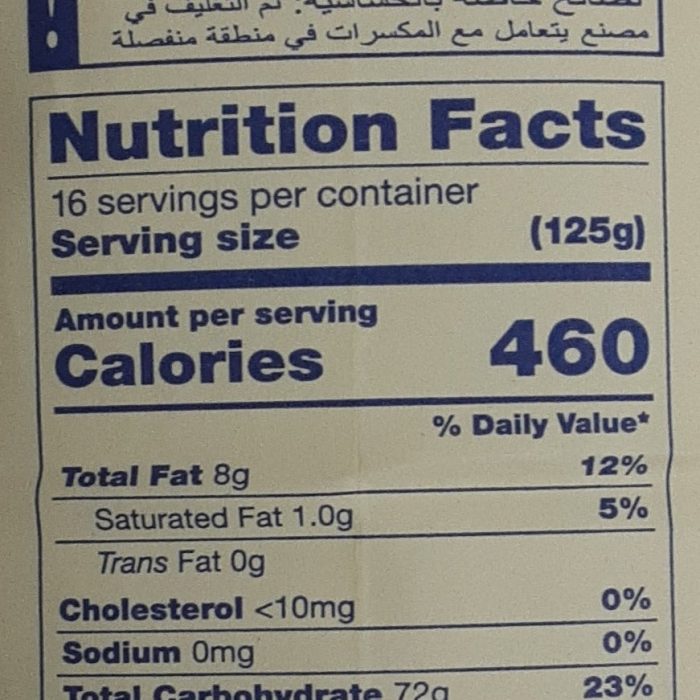 مصنع يتعامل مع المكسرات في منطقة منفصلة
Nutrition Facts
16 servings per container
Serving size (125g)
Amount per serving
Calories 460
% Daily Value*
Total Fat 8g 12%
Saturated Fat 1.0g 5%
Trans Fat 0g
Cholesterol <10mg 0%
Sodium 0mg 0%
Total Carbohydrate 72g 23%